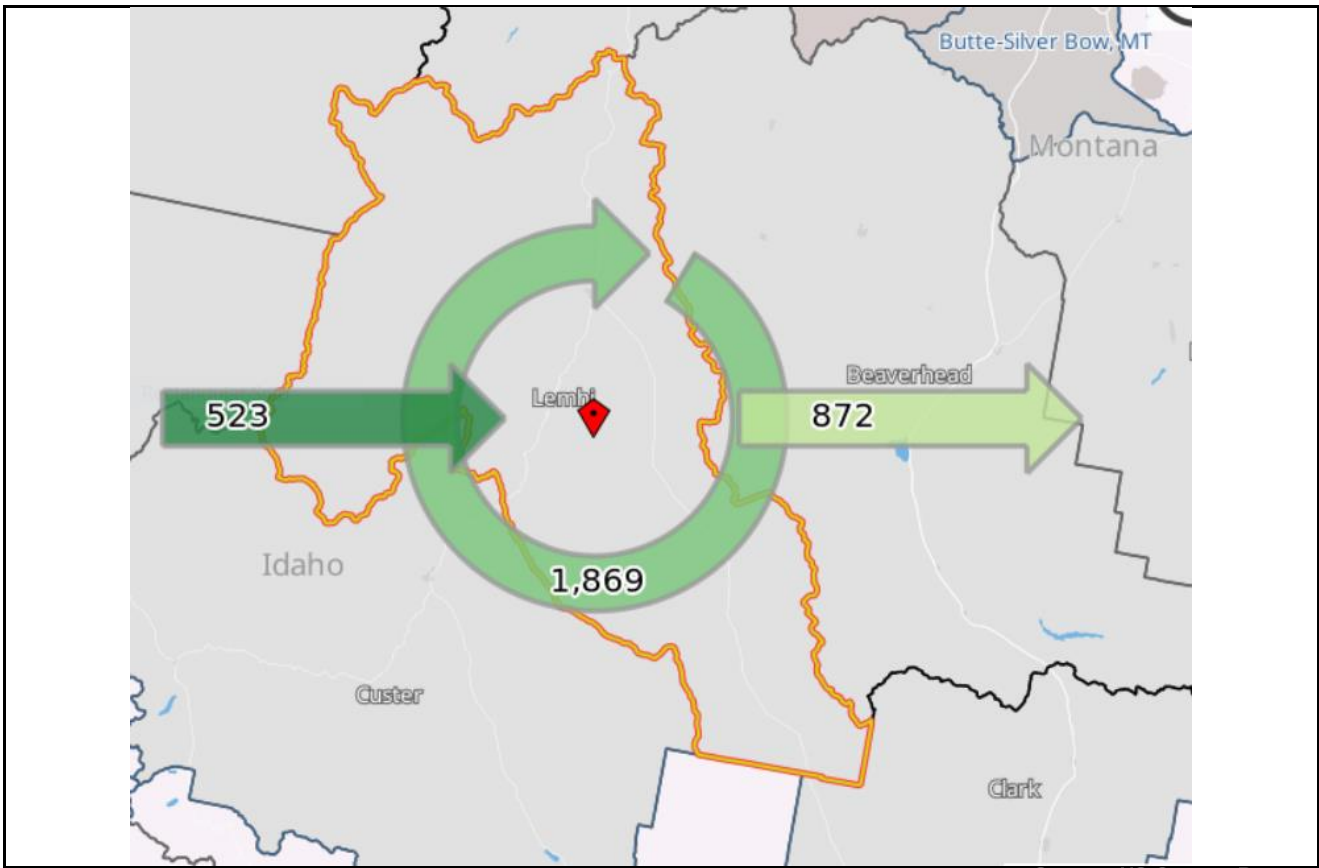 Butte-Silver Bow, MT
Montana
Beaverhead
Lemhi
523
872
Idaho
1,869
Custer
Clark